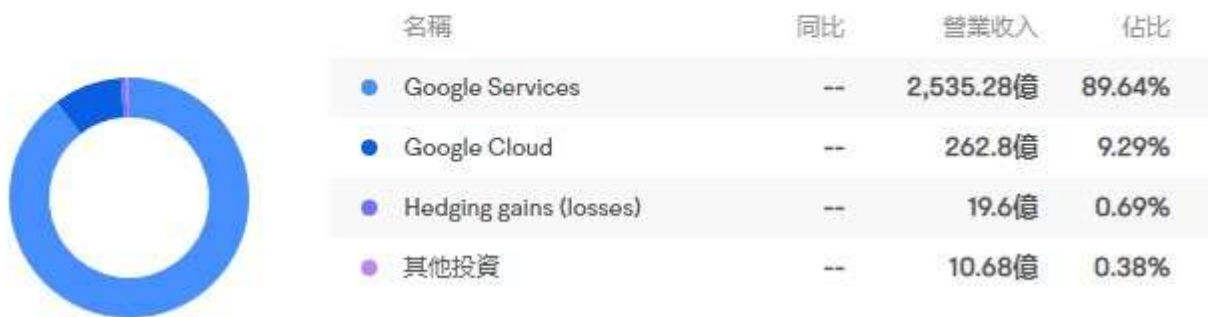 名稱 同比 營業收入 佔比
Google Services -- 2,535.28億 89.64%
Google Cloud -- 262.8億 9.29%
Hedging gains (losses) -- 19.6億 0.69%
其他投資 -- 10.68億 0.38%